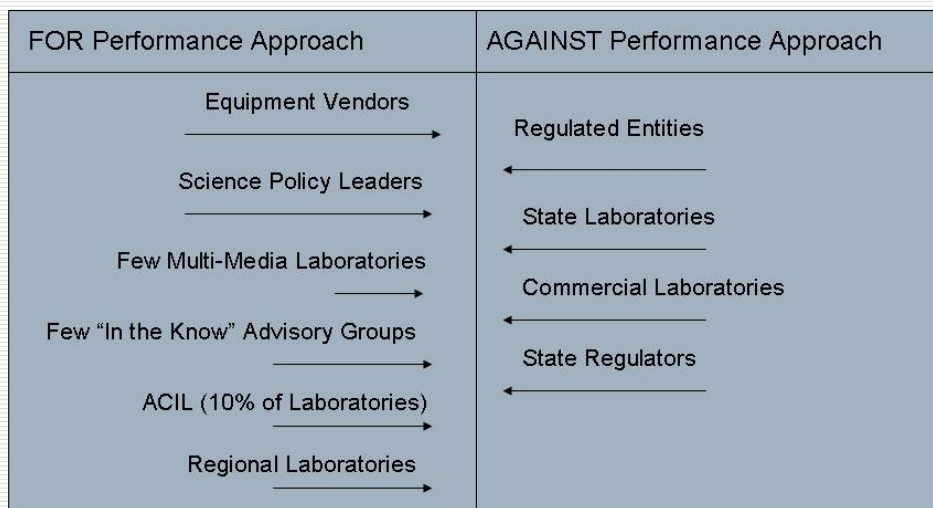 FOR Performance Approach
AGAINST Performance Approach
Equipment Vendors
Science Policy Leaders
Few Multi-Media Laboratories
Few “In the Know” Advisory Groups
ACIL (10% of Laboratories)
Regional Laboratories
Regulated Entities
State Laboratories
Commercial Laboratories
State Regulators